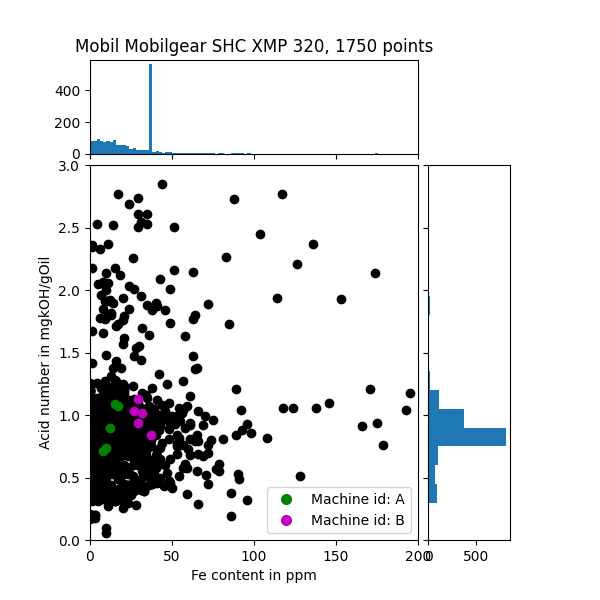 Mobil Mobilgear SHC XMP 320, 1750 points
400
200
0
3.0
2.5
2.0
1.5
1.0
0.5
0.0
Acid number in mgkOH/gOil
Machine id: A
Machine id: B
0 50 100 150 200 0 500
Fe content in ppm